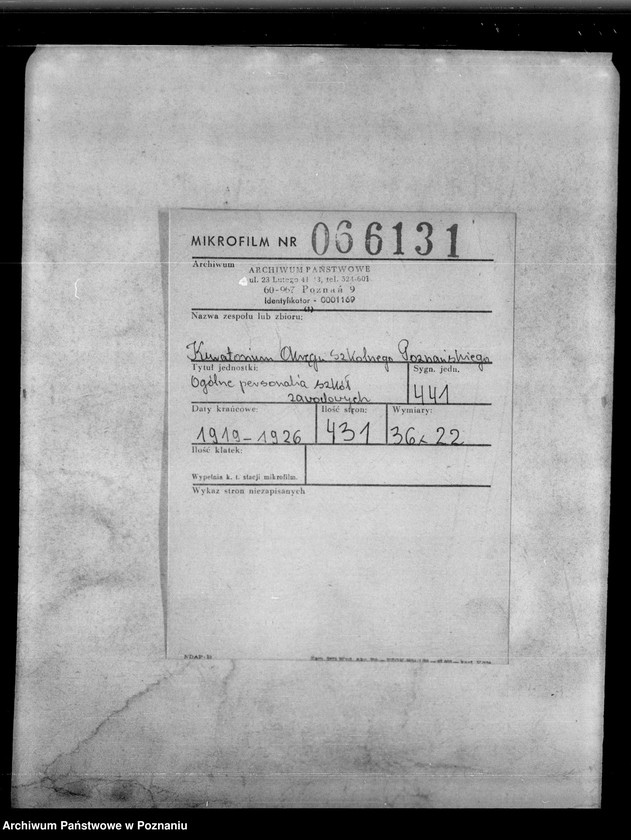 MIKROFILM NR 066131
Archiwum
ARCHIWUM PAŃSTWOWE
ul. 23 Lutego 41
60-967 Poznań 9
Identyfikator - 0001169
Nazwa zespołu lub zbioru:
Kuratorium Okręgu Szkolnego Poznańskiego
Tytuł jednostki: Sygn. jedn.
Ogólne personalia szkół
zawodowych 441
Daty krańcowe: Ilość stron: Wymiary:
1919-1926 431 36x22
Ilość klatek:
Wypełnia k. t. stacji mikrofilm.
Wykaz stron niezapisanych
Archiwum Państwowe w Poznaniu